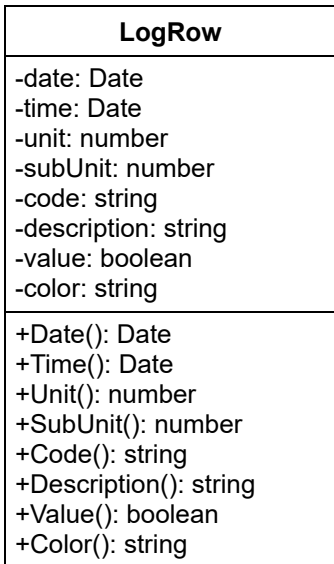 LogRow
-date: Date
-time: Date
-unit: number
-subUnit: number
-code: string
-description: string
-value: boolean
-color: string
+Date(): Date
+Time(): Date
+Unit(): number
+SubUnit(): number
+Code(): string
+Description(): string
+Value(): boolean
+Color(): string